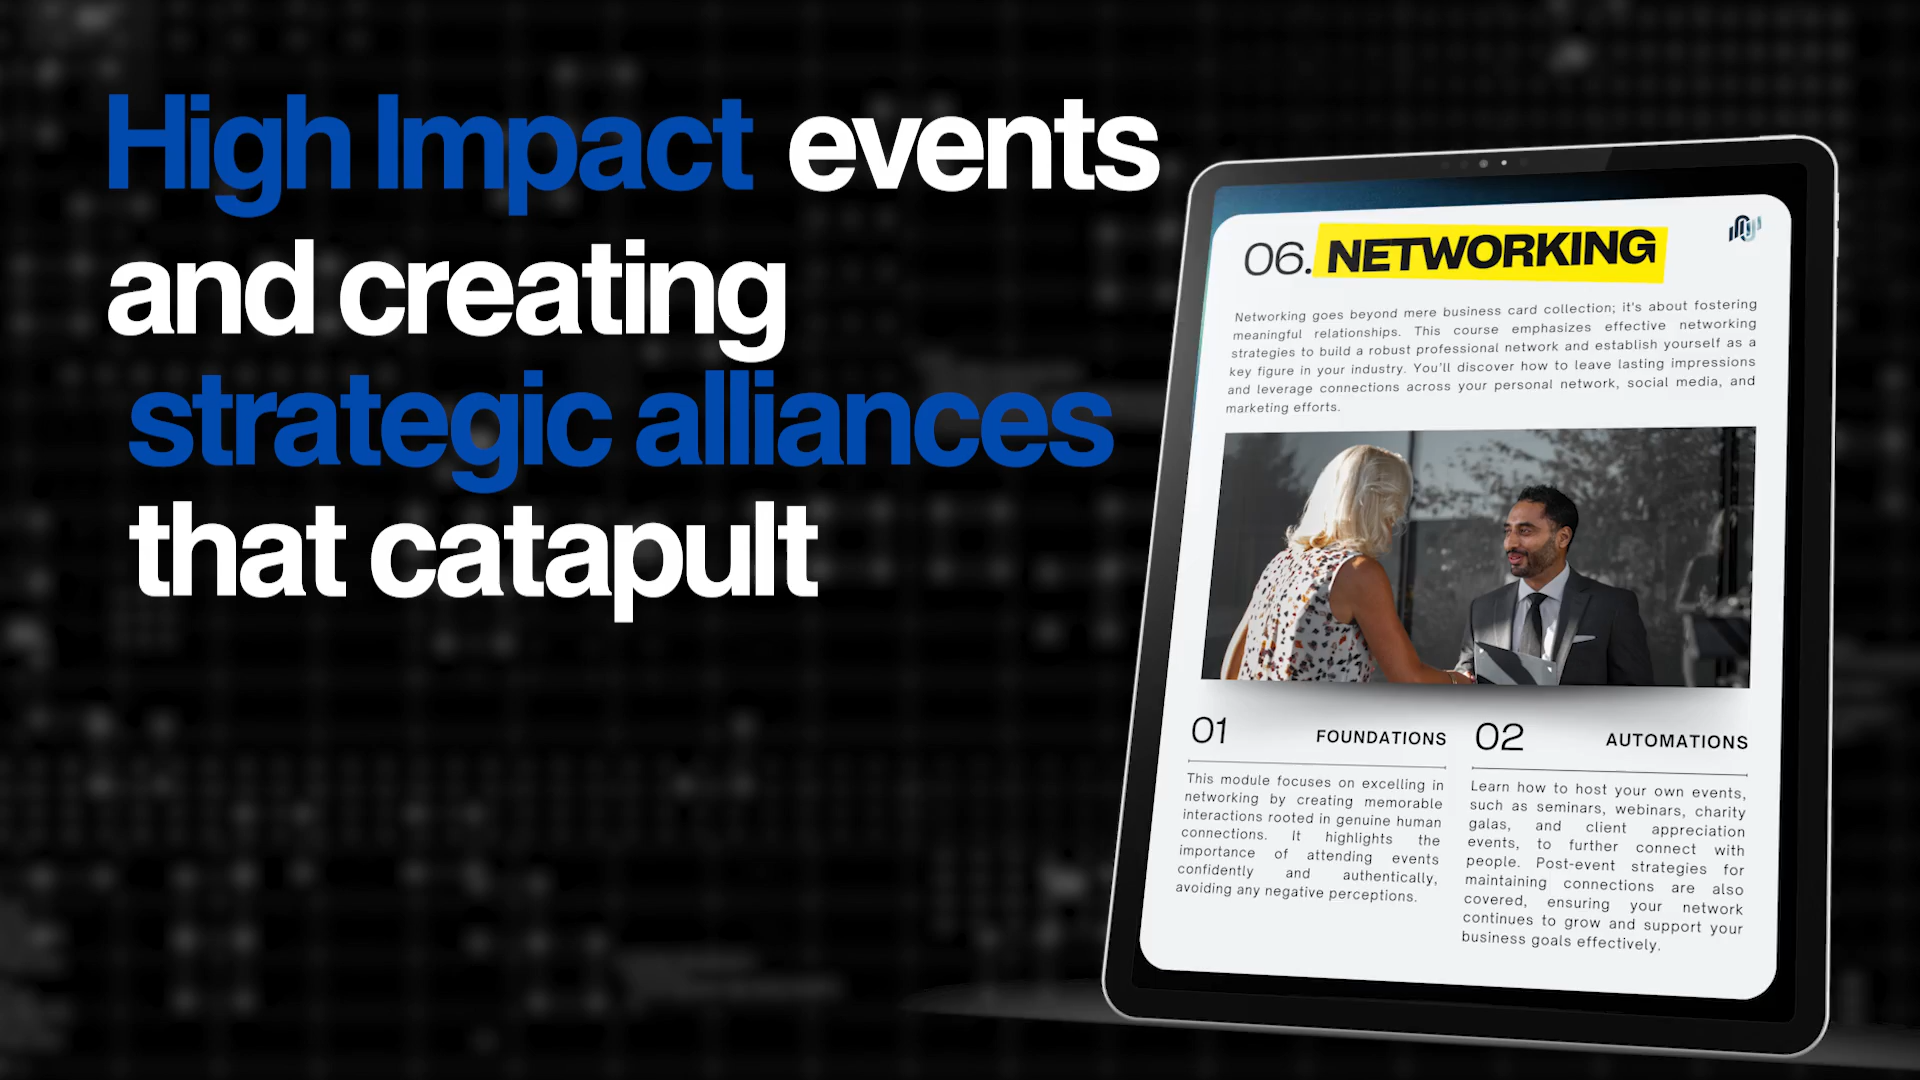 High Impact events
and creating
strategic alliances
that catapult
06. NETWORKING
Networking goes beyond mere business card collection; it's about fostering
meaningful relationships. This course emphasizes effective networking
strategies to build a robust professional network and establish yourself as a
key figure in your industry. You'll discover how to leave lasting impressions
and leverage connections across your personal network, social media, and
marketing efforts.
01 FOUNDATIONS
This module focuses on excelling in
networking by creating memorable
interactions rooted in genuine human
connections. It highlights the
importance of attending events
confidently and authentically,
avoiding any negative perceptions.
02 AUTOMATIONS
Learn how to host your own events,
such as seminars, webinars, charity
galas, and client appreciation
events, to further connect with
people. Post-event strategies for
maintaining connections are also
covered, ensuring your network
continues to grow and support your
business goals effectively.